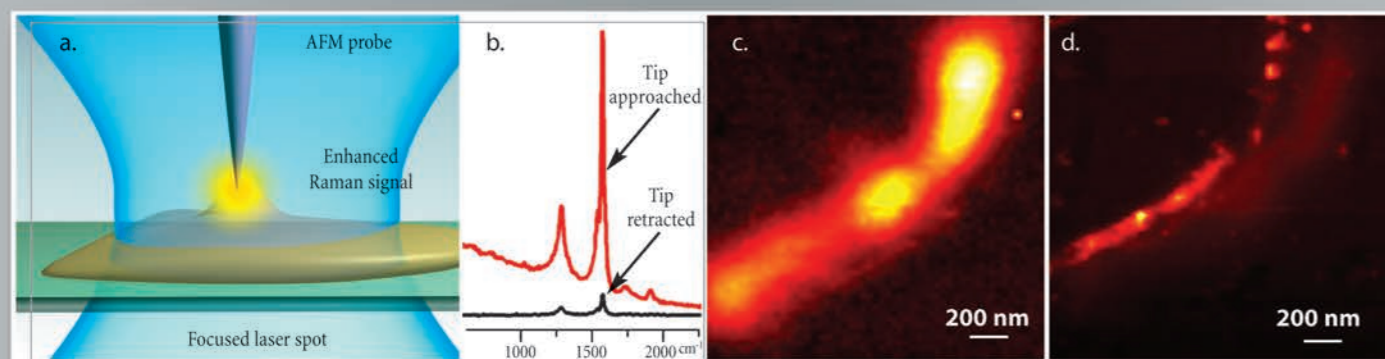 a.
AFM probe
Enhanced
Raman signal
Focused laser spot
b.
Tip
approached
Tip
retracted
1000
1500
2000
cm⁻¹
c.
200 nm
d.
200 nm